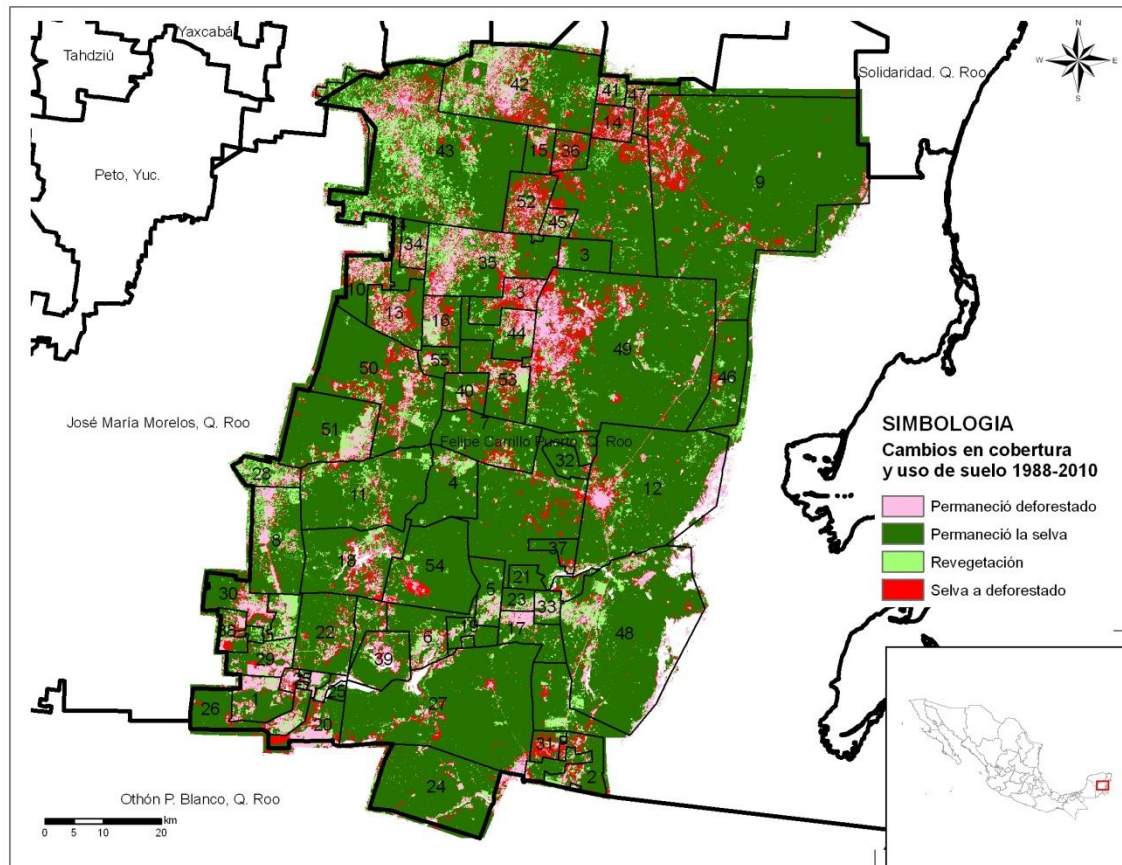 Yaxcabá
Tahdziú
Peto, Yuc.
Solidaridad. Q. Roo
N
W E
S
42
41
47
14
43
15
36
9
52
45
34
35
3
10
3
13
16
44
49
50
55
53
46
40
51
José María Morelos, Q. Roo
Felipe Carrillo Puerto, Q. Roo
32
28
11
4
12
8
18
37
54
21
30
5
23
33
22
17
48
6
19
29
39
25
26
1
20
27
31
2
24
SIMBOLOGIA
Cambios en cobertura
y uso de suelo 1988-2010
Permaneció deforestado
Permaneció la selva
Revegetación
Selva a deforestado
Othón P. Blanco, Q. Roo
km
0 5 10 20